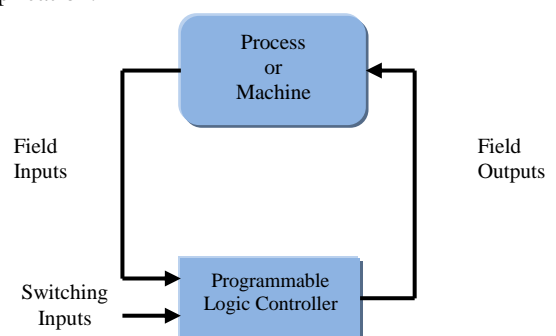 Process
or
Machine
Field
Inputs
Field
Outputs
Programmable
Logic Controller
Switching
Inputs